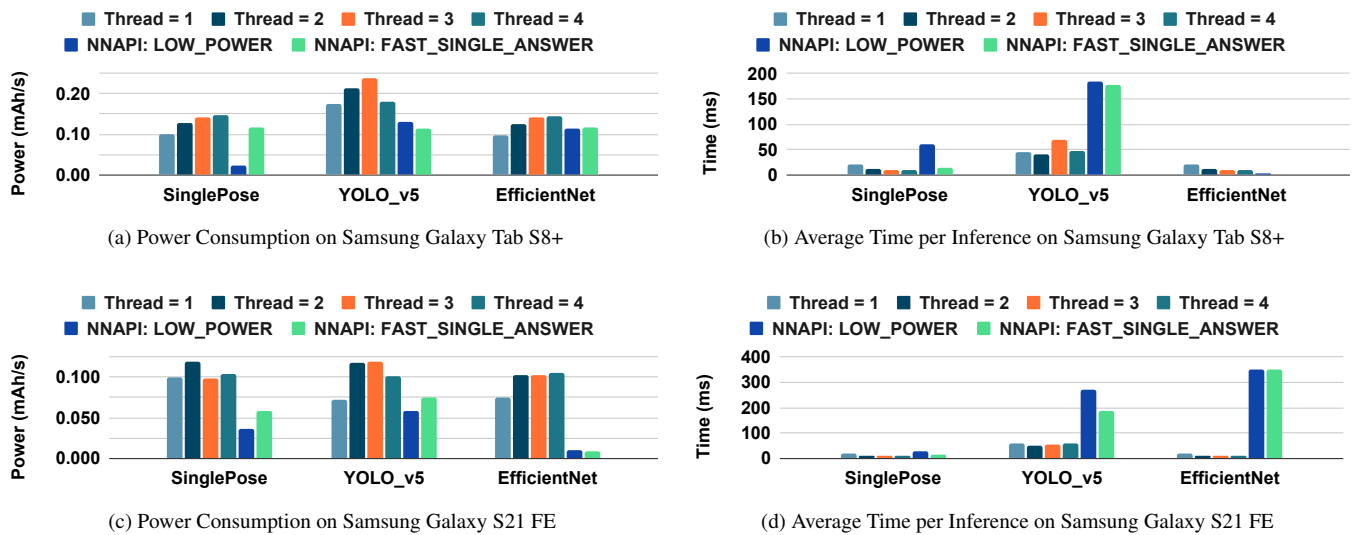 Thread = 1 Thread = 2 Thread = 3 Thread = 4
NNAPI: LOW_POWER NNAPI: FAST_SINGLE_ANSWER
Power (mAh/s)
0.20
0.10
0.00
SinglePose YOLO_v5 EfficientNet
(a) Power Consumption on Samsung Galaxy Tab S8+
Thread = 1 Thread = 2 Thread = 3 Thread = 4
NNAPI: LOW_POWER NNAPI: FAST_SINGLE_ANSWER
Time (ms)
200
150
100
50
0
SinglePose YOLO_v5 EfficientNet
(b) Average Time per Inference on Samsung Galaxy Tab S8+
Thread = 1 Thread = 2 Thread = 3 Thread = 4
NNAPI: LOW_POWER NNAPI: FAST_SINGLE_ANSWER
Power (mAh/s)
0.100
0.050
0.000
SinglePose YOLO_v5 EfficientNet
(c) Power Consumption on Samsung Galaxy S21 FE
Thread = 1 Thread = 2 Thread = 3 Thread = 4
NNAPI: LOW_POWER NNAPI: FAST_SINGLE_ANSWER
Time (ms)
400
300
200
100
0
SinglePose YOLO_v5 EfficientNet
(d) Average Time per Inference on Samsung Galaxy S21 FE